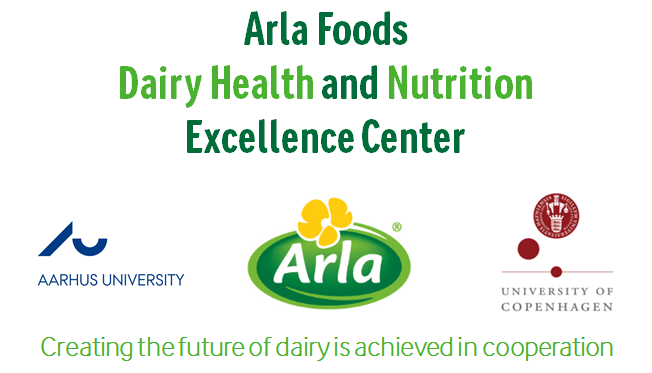 Arla Foods
Dairy Health and Nutrition
Excellence Center
AARHUS UNIVERSITY
Arla®
UNIVERSITY OF
COPENHAGEN
Creating the future of dairy is achieved in cooperation